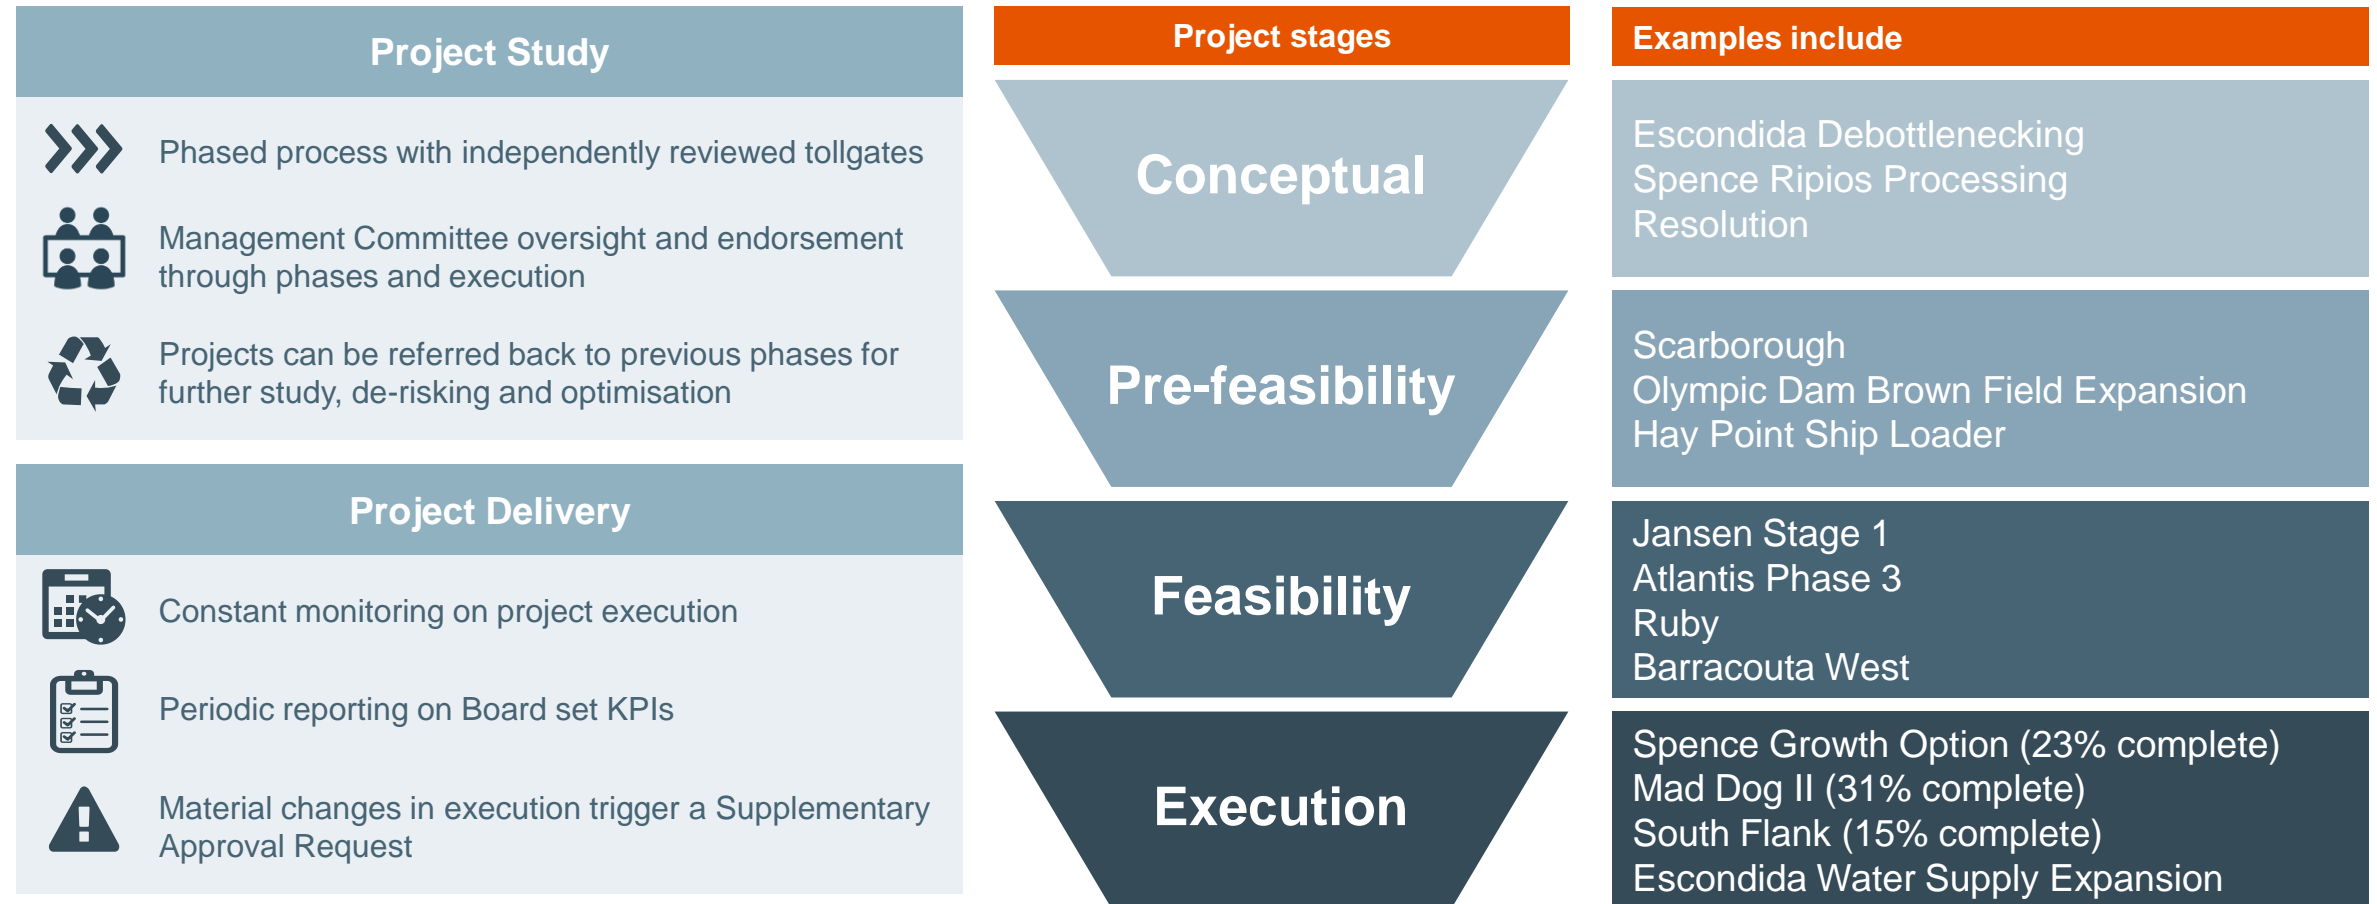 Project Study
Phased process with independently reviewed tollgates
Management Committee oversight and endorsement
through phases and execution
Projects can be referred back to previous phases for
further study, de-risking and optimisation
Project Delivery
Constant monitoring on project execution
Periodic reporting on Board set KPIs
Material changes in execution trigger a Supplementary
Approval Request
Project stages
Conceptual
Pre-feasibility
Feasibility
Execution
Examples include
Escondida Debottlenecking
Spence Ripios Processing
Resolution
Scarborough
Olympic Dam Brown Field Expansion
Hay Point Ship Loader
Jansen Stage 1
Atlantis Phase 3
Ruby
Barracouta West
Spence Growth Option (23% complete)
Mad Dog II (31% complete)
South Flank (15% complete)
Escondida Water Supply Expansion